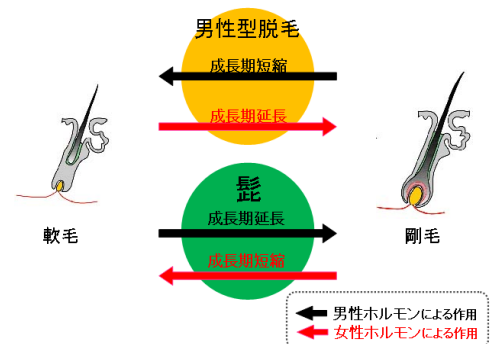 男性型脱毛
成長期短縮
成長期延長
髭
成長期延長
成長期短縮
軟毛
剛毛
男性ホルモンによる作用
女性ホルモンによる作用